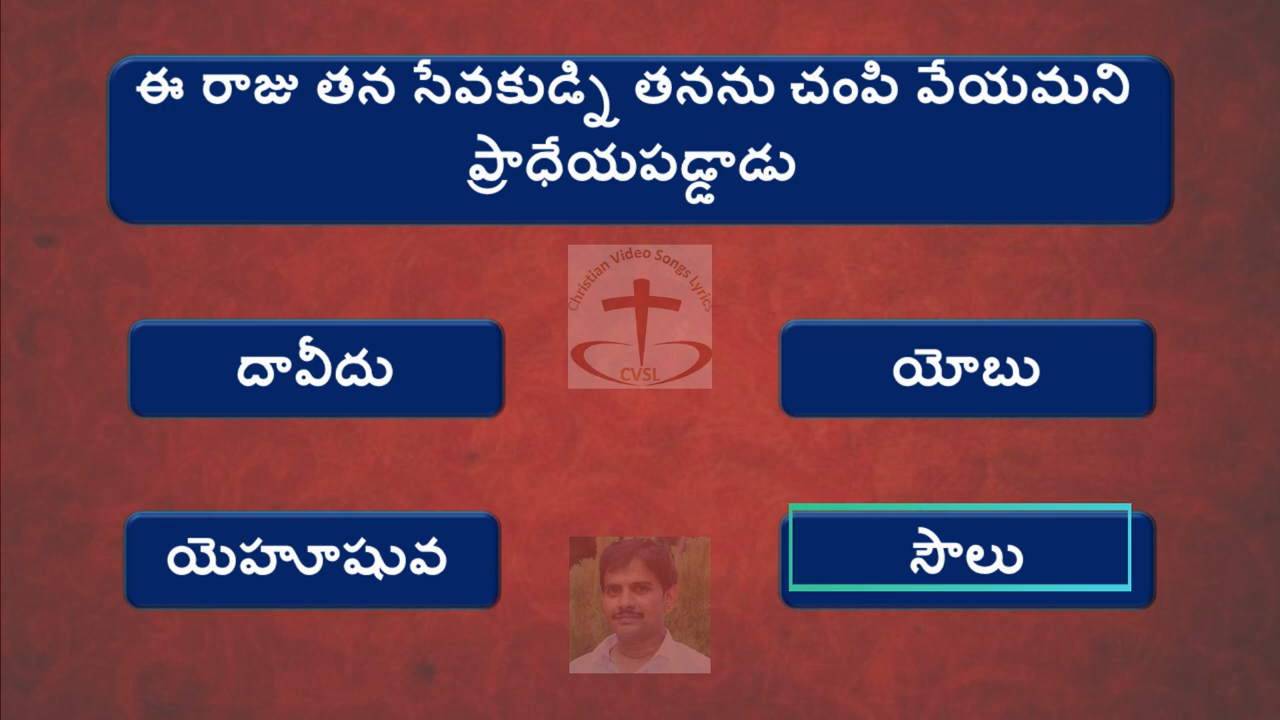 ఈ రాజు తన సేవకుడ్ని తనను చంపి వేయమని
ప్రాధేయపడ్డాడు
Christian Video Songs Lyrics
CVSL
దావీదు
యోబు
యెహూషువ
సౌలు